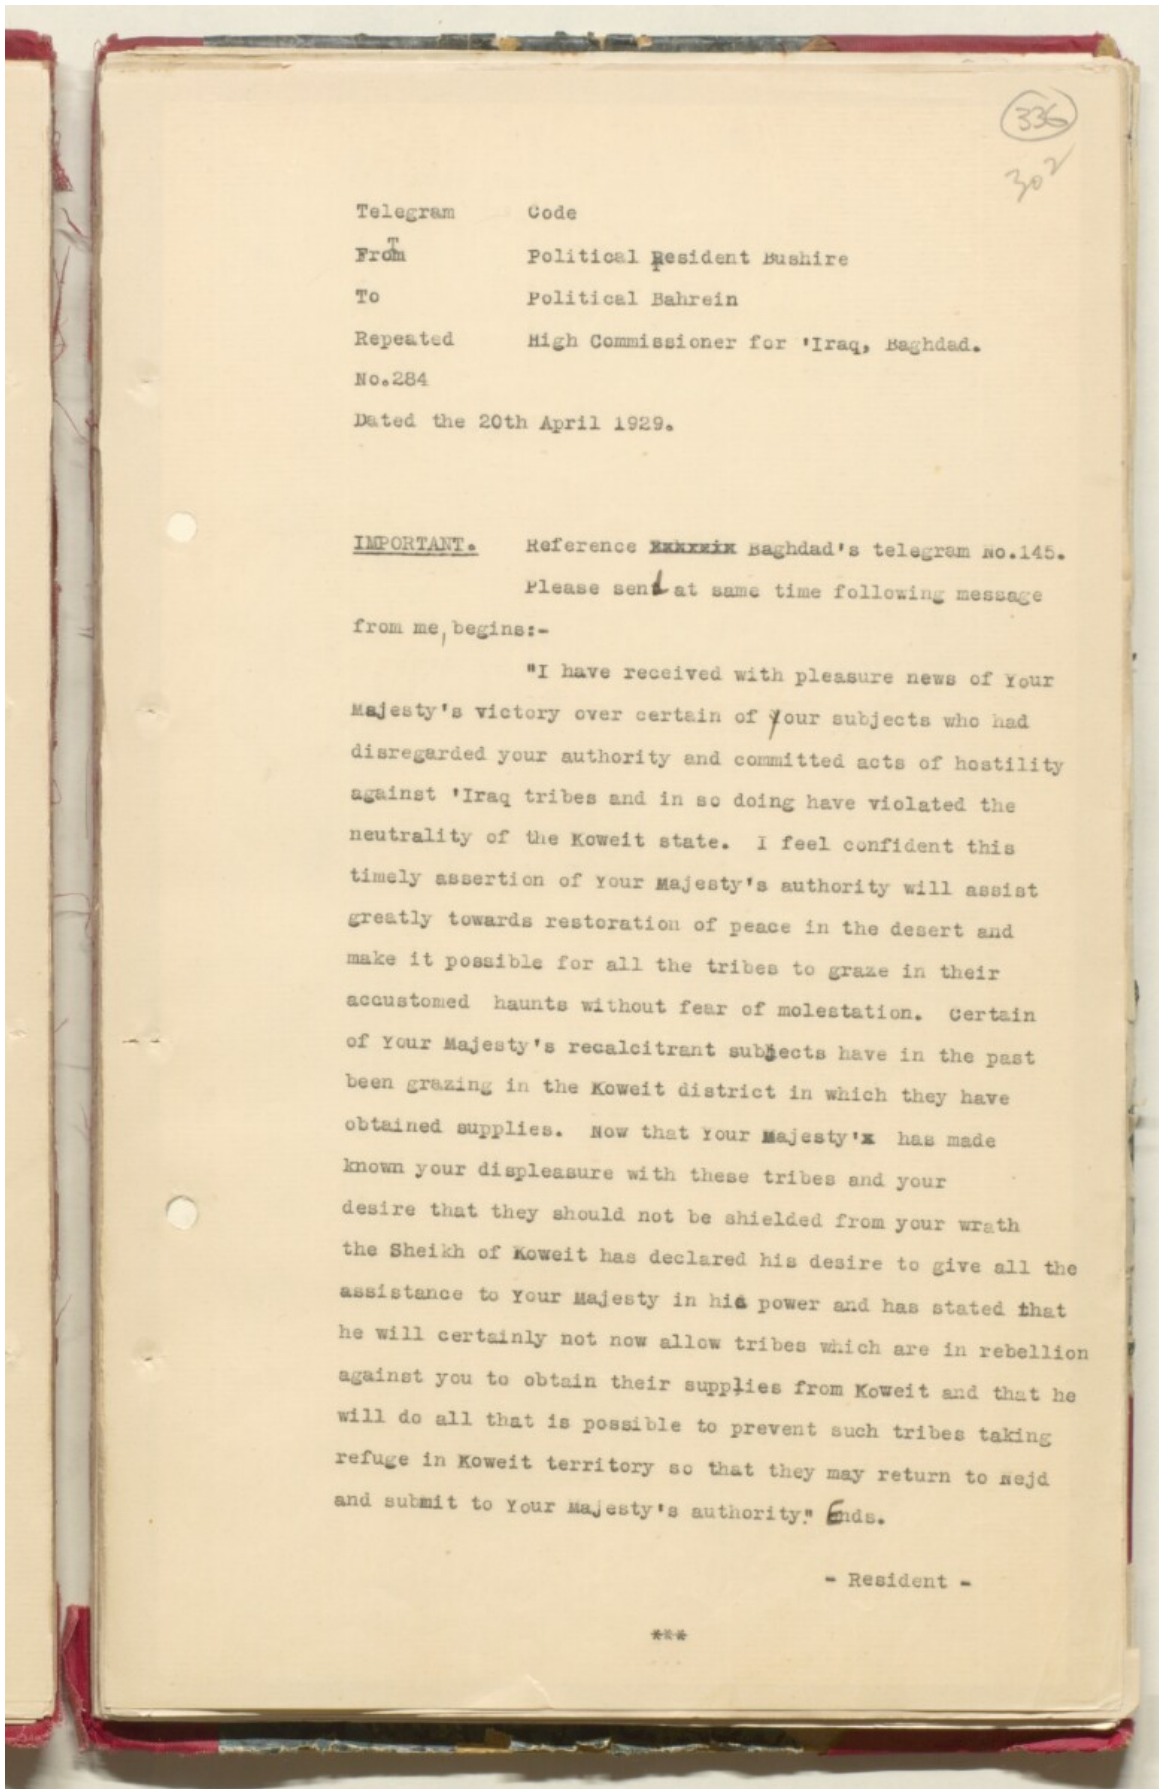 336
302
Telegram Code
From Political Resident Bushire
To Political Bahrein
Repeated High Commissioner for 'Iraq, Baghdad.
No.284
Dated the 20th April 1929.
IMPORTANT. Reference Baghdad's telegram No.145.
Please send at same time following message
from me, begins:-
"I have received with pleasure news of Your
Majesty's victory over certain of your subjects who had
disregarded your authority and committed acts of hostility
against 'Iraq tribes and in so doing have violated the
neutrality of the Koweit state. I feel confident this
timely assertion of Your Majesty's authority will assist
greatly towards restoration of peace in the desert and
make it possible for all the tribes to graze in their
accustomed haunts without fear of molestation. Certain
of Your Majesty's recalcitrant subjects have in the past
been grazing in the Koweit district in which they have
obtained supplies. Now that Your Majesty'x has made
known your displeasure with these tribes and your
desire that they should not be shielded from your wrath
the Sheikh of Koweit has declared his desire to give all the
assistance to Your Majesty in his power and has stated that
he will certainly not now allow tribes which are in rebellion
against you to obtain their supplies from Koweit and that he
will do all that is possible to prevent such tribes taking
refuge in Koweit territory so that they may return to Nejd
and submit to Your Majesty's authority." Ends.
- Resident -
***